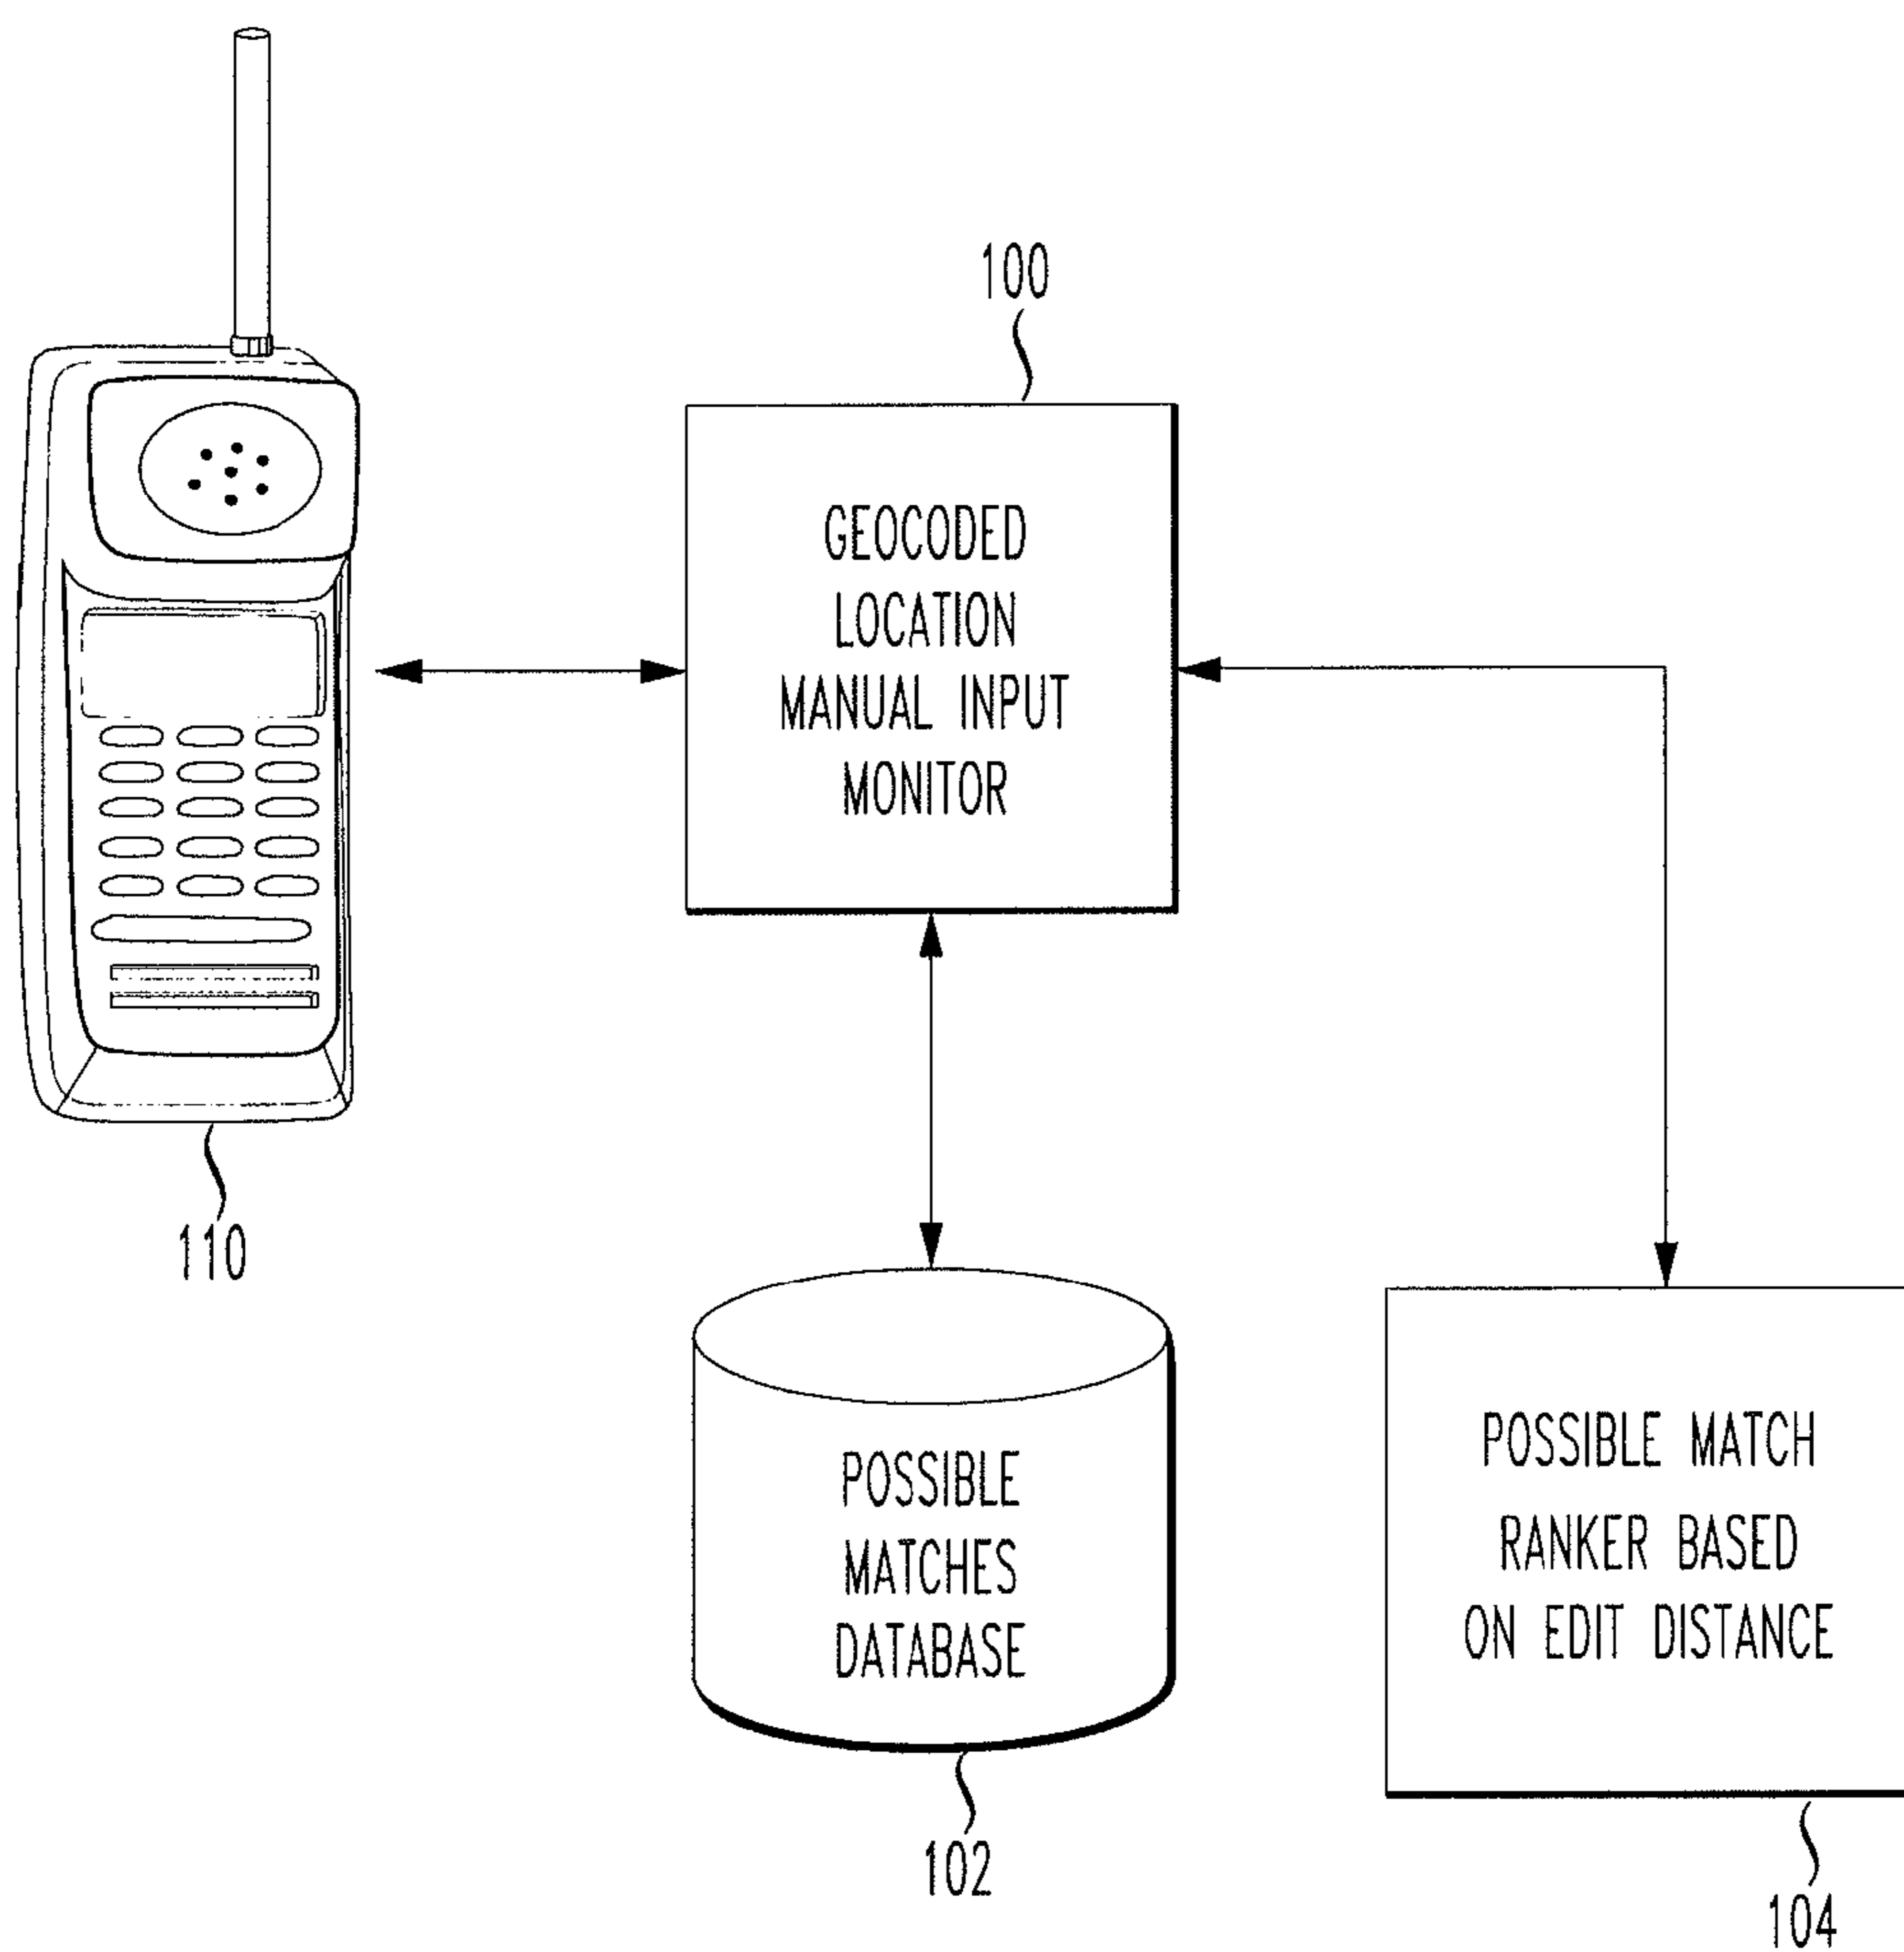 100
GEOCODED
LOCATION
MANUAL INPUT
MONITOR
110
POSSIBLE
MATCHES
DATABASE
102
POSSIBLE MATCH
RANKER BASED
ON EDIT DISTANCE
104